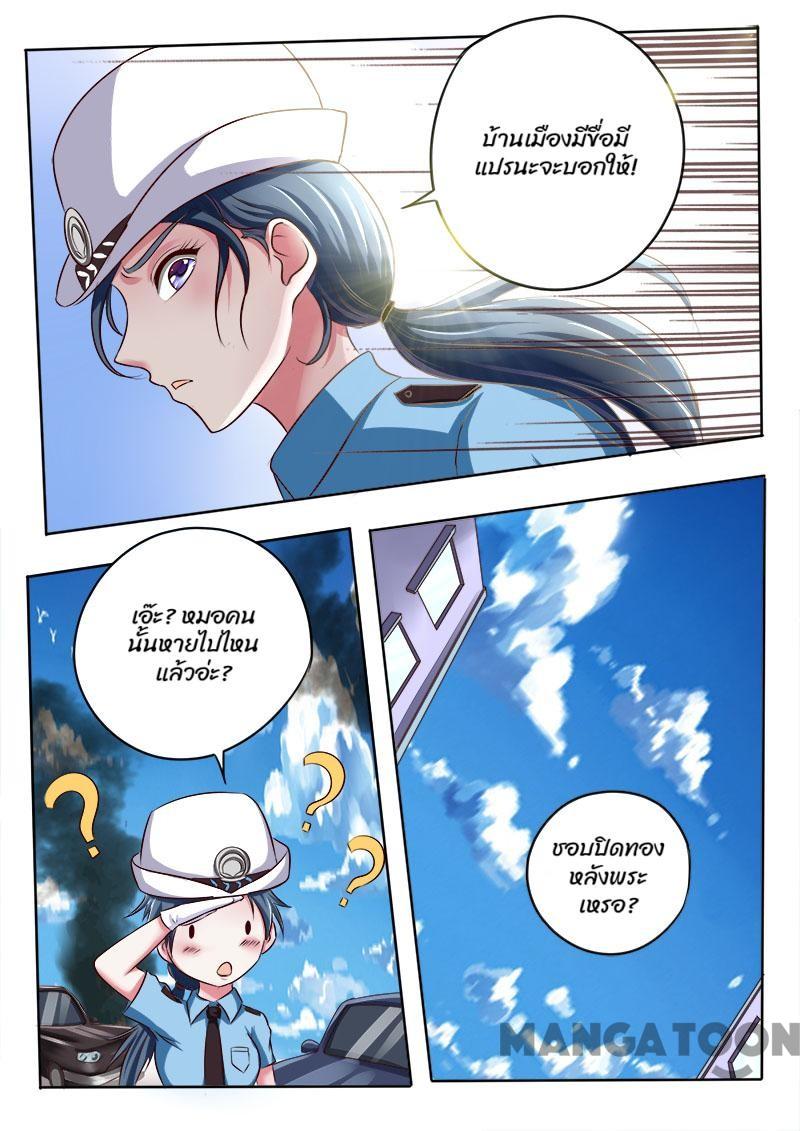 บ้านเมืองมีขื่อมี
แปรนะจะบอกให้!
เอ๊ะ? หมอคน
นั้นหายไปไหน
แล้วอ่ะ?
ชอบปิดทอง
หลังพระ
เหรอ?
? ? ?
MANGATOON